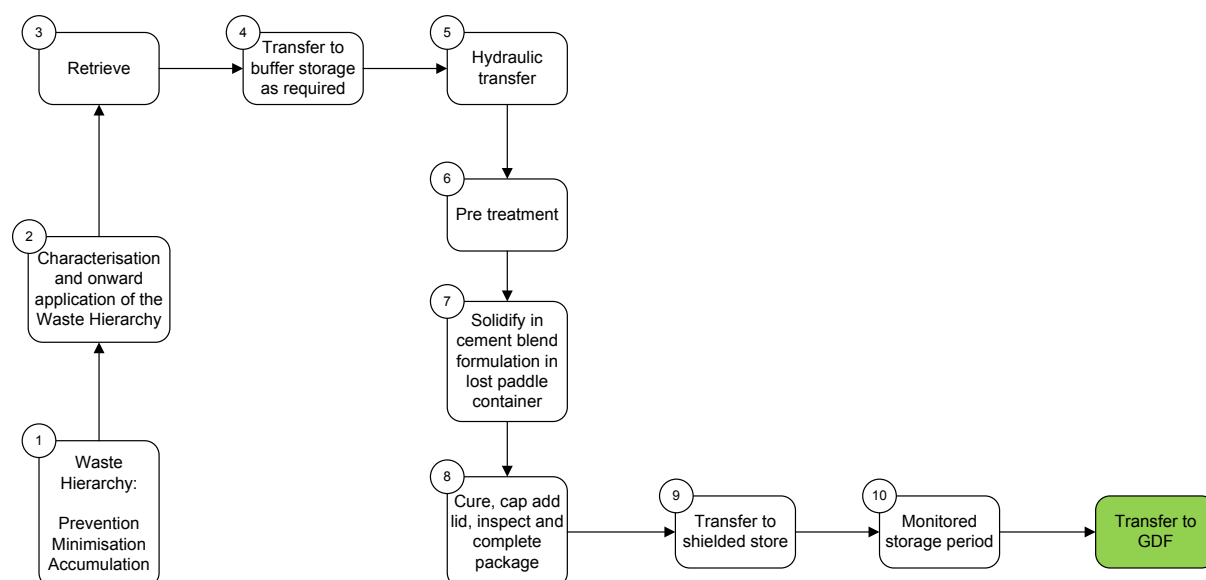 3
Retrieve
4
Transfer to
buffer storage
as required
5
Hydraulic
transfer
6
Pre treatment
2
Characterisation
and onward
application of the
Waste Hierarchy
7
Solidify in
cement blend
formulation in
lost paddle
container
1
Waste
Hierarchy:
Prevention
Minimisation
Accumulation
8
Cure, cap add
lid, inspect and
complete
package
9
Transfer to
shielded store
10
Monitored
storage period
Transfer to
GDF